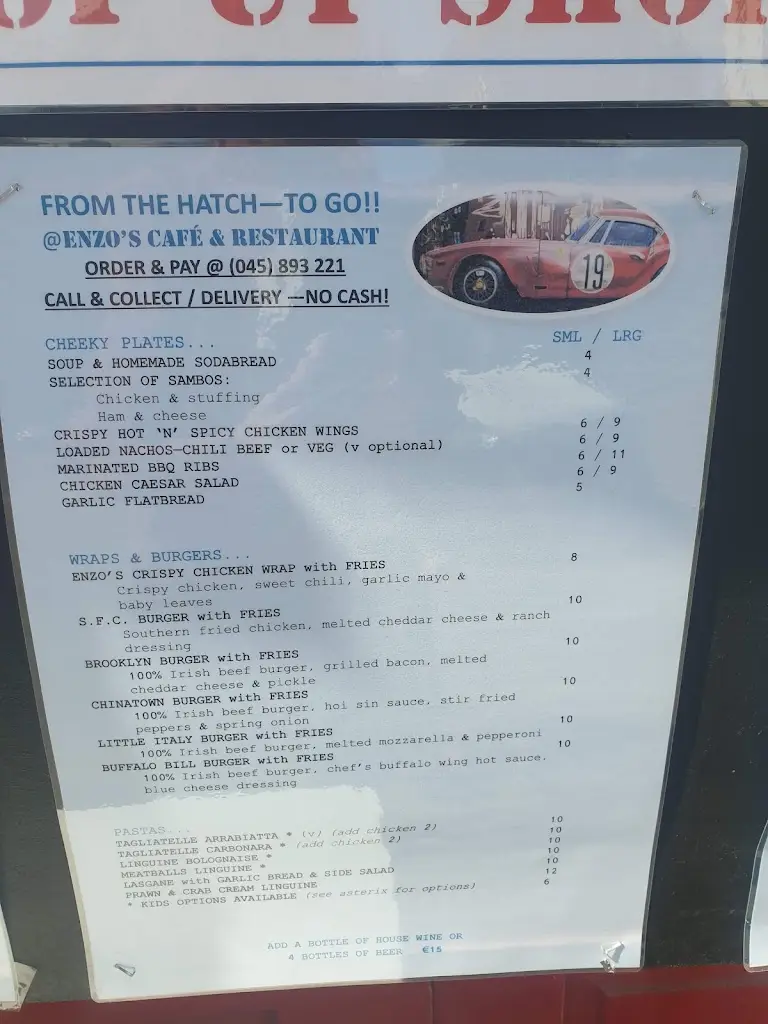 POP UP SHOP
FROM THE HATCH—TO GO!!
@ENZO'S CAFÉ & RESTAURANT
ORDER & PAY @ (045) 893 221
CALL & COLLECT / DELIVERY —NO CASH!
19
CHEEKY PLATES... SML / LRG
SOUP & HOMEMADE SODABREAD 4
SELECTION OF SAMBOS: 4
Chicken & stuffing
Ham & cheese
CRISPY HOT 'N' SPICY CHICKEN WINGS 6 / 9
LOADED NACHOS—CHILI BEEF or VEG (v optional) 6 / 9
MARINATED BBQ RIBS 6 / 11
CHICKEN CAESAR SALAD 6 / 9
GARLIC FLATBREAD 5
WRAPS & BURGERS...
ENZO'S CRISPY CHICKEN WRAP with FRIES 8
Crispy chicken, sweet chili, garlic mayo &
baby leaves
S.F.C. BURGER with FRIES 10
Southern fried chicken, melted cheddar cheese & ranch
dressing
BROOKLYN BURGER with FRIES 10
100% Irish beef burger, grilled bacon, melted
cheddar cheese & pickle
CHINATOWN BURGER with FRIES 10
100% Irish beef burger. hoi sin sauce, stir fried
peppers & spring onion
LITTLE ITALY BURGER with FRIES 10
100% Irish beef burger, melted mozzarella & pepperoni
BUFFALO BILL BURGER with FRIES 10
100% Irish beef burger, chef's buffalo wing hot sauce.
blue cheese dressing
PASTAS...
TAGLIATELLE ARRABIATTA * (v) (add chicken 2) 10
TAGLIATELLE CARBONARA * (add chicken 2) 10
LINGUINE BOLOGNAISE * 10
MEATBALLS LINGUINE * 10
LASGANE with GARLIC BREAD & SIDE SALAD 10
PRAWN & CRAB CREAM LINGUINE 12
* KIDS OPTIONS AVAILABLE (see asterix for options) 6
ADD A BOTTLE OF HOUSE WINE OR
4 BOTTLES OF BEER €15